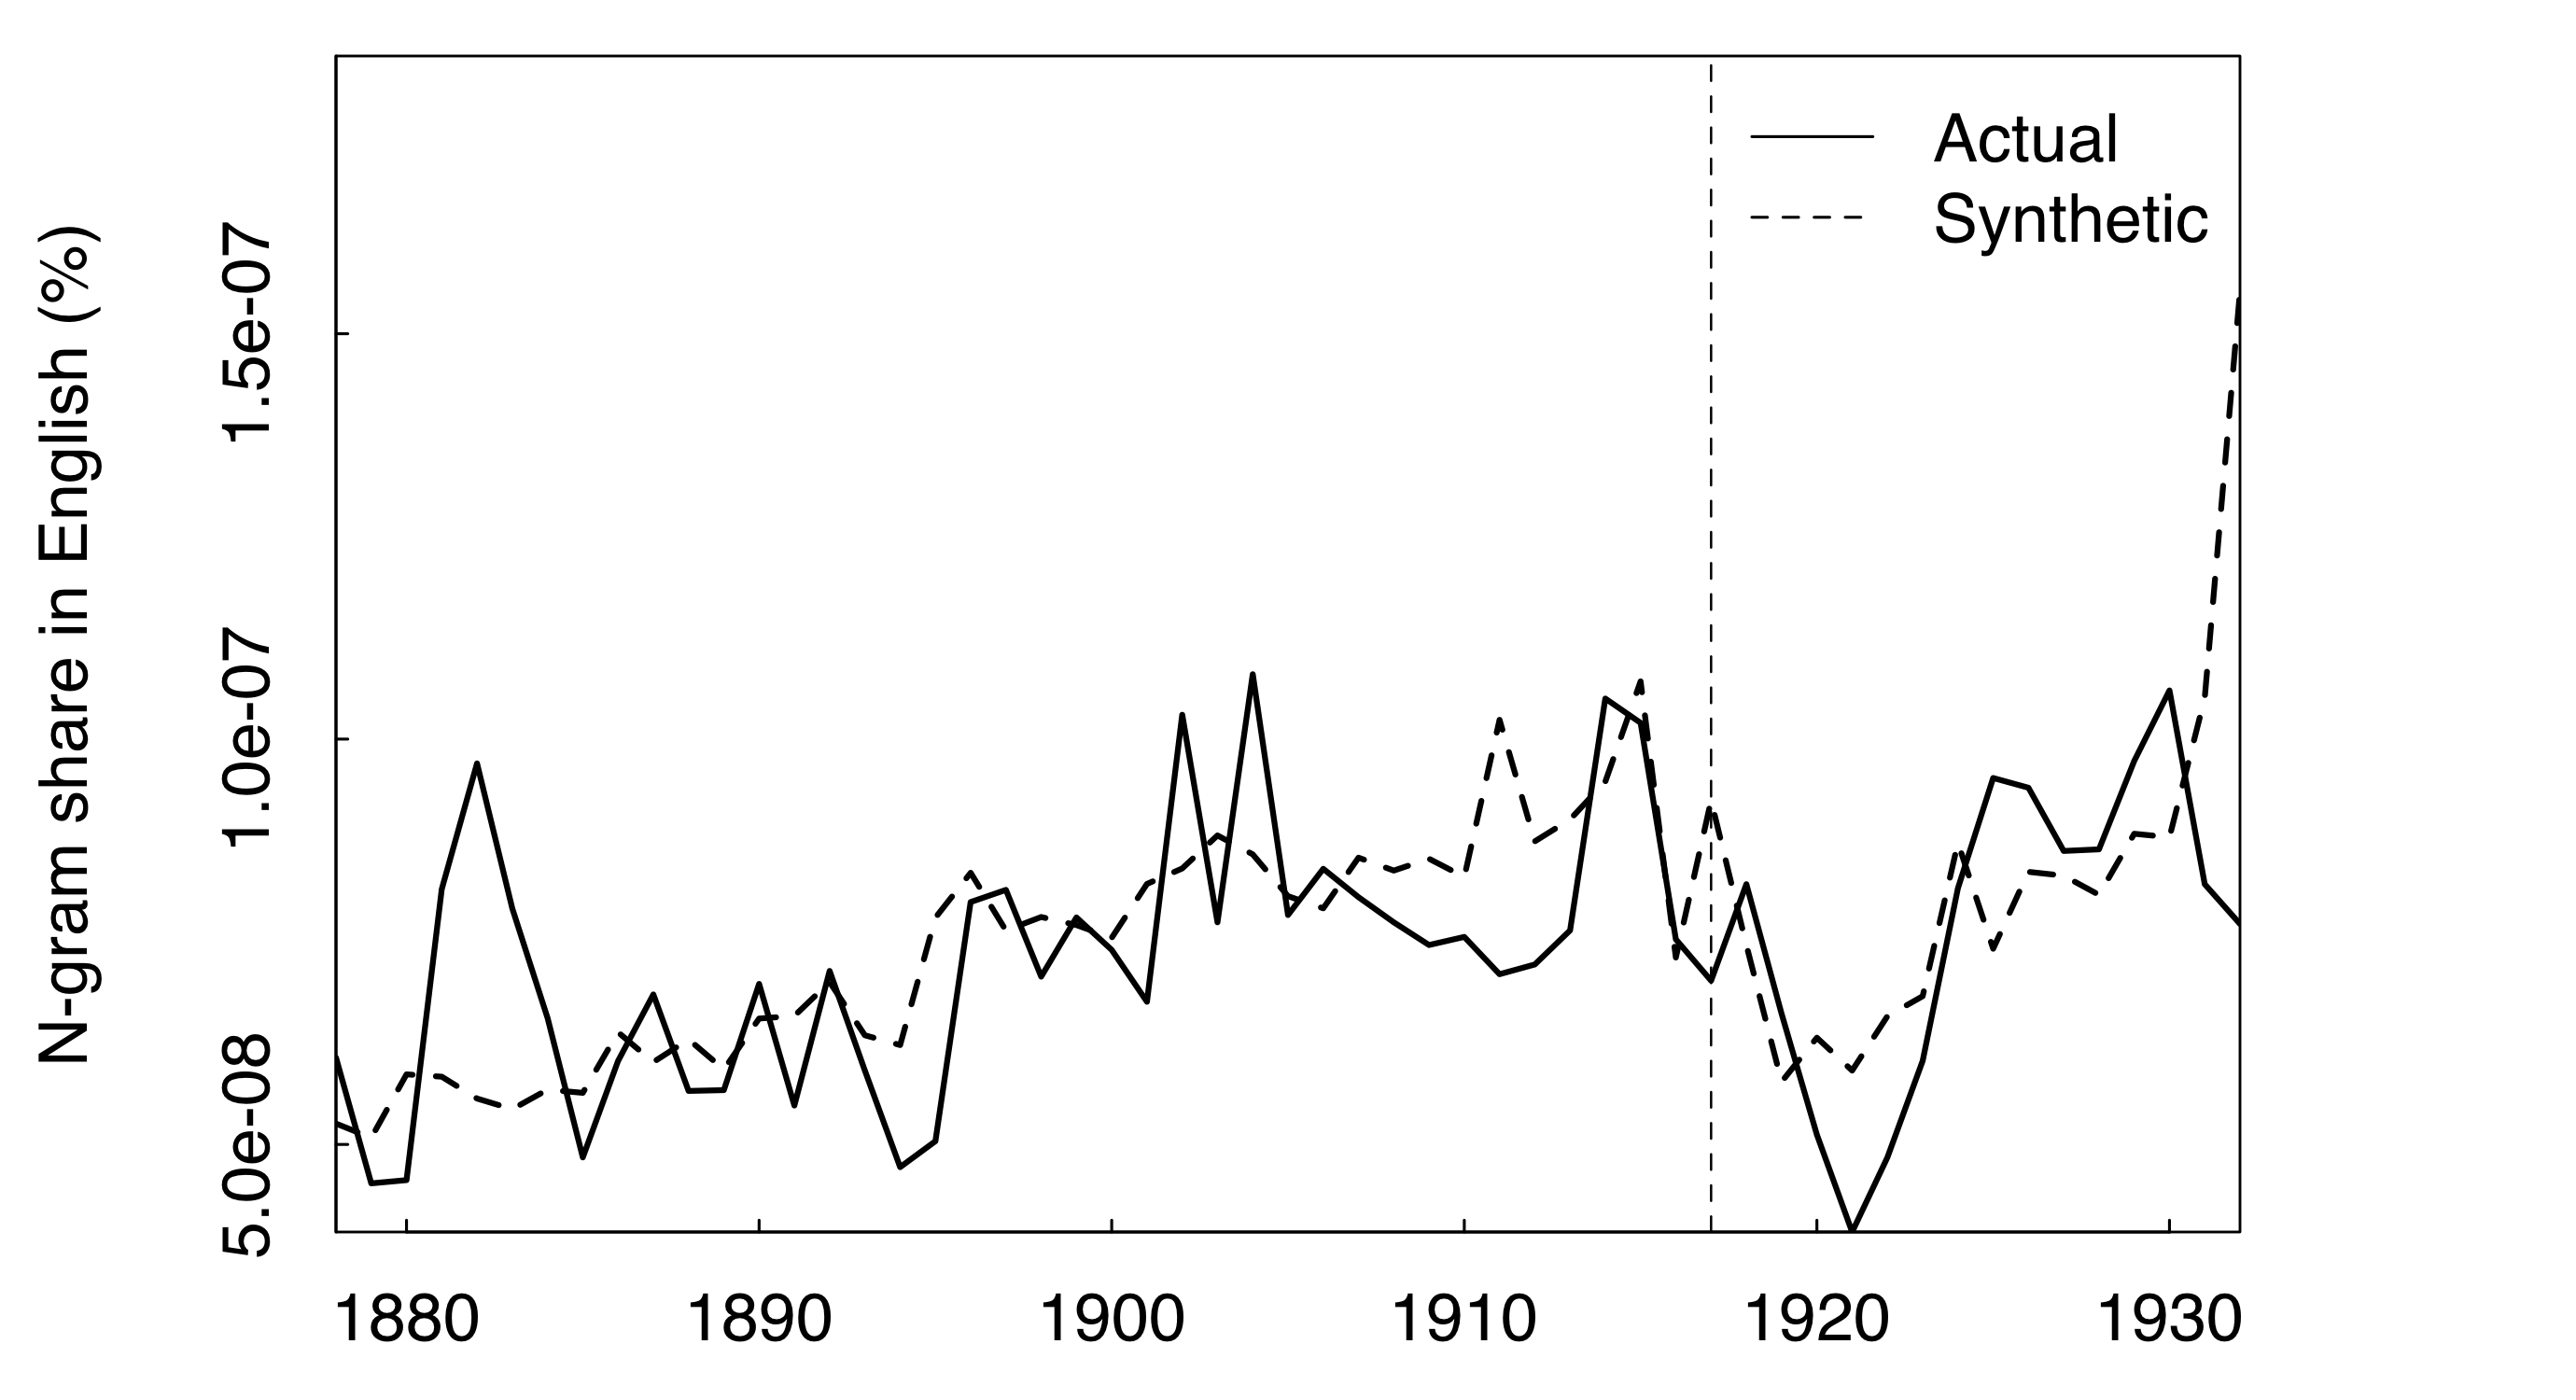 N-gram share in English (%)
1.5e-07
1.0e-07
5.0e-08
Actual
Synthetic
1880 1890 1900 1910 1920 1930